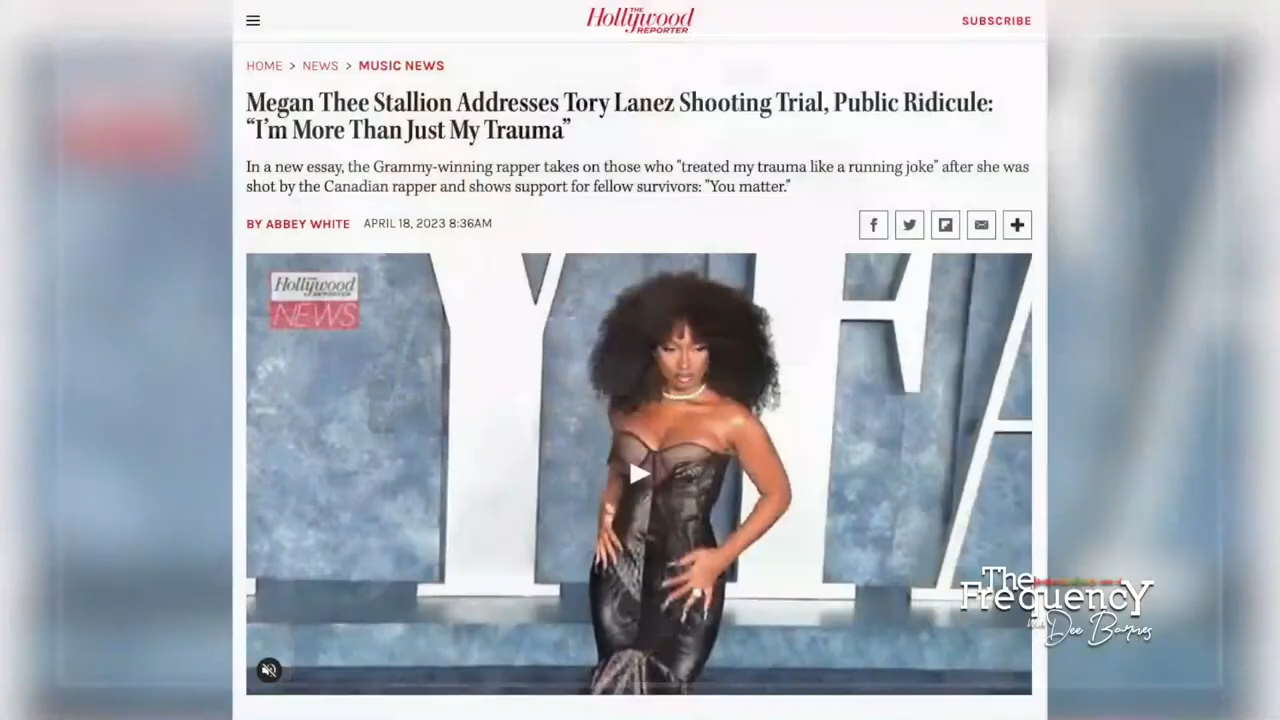 THE
Hollywood
REPORTER
SUBSCRIBE
HOME > NEWS > MUSIC NEWS
Megan Thee Stallion Addresses Tory Lanez Shooting Trial, Public Ridicule:
“I’m More Than Just My Trauma”
In a new essay, the Grammy-winning rapper takes on those who "treated my trauma like a running joke" after she was
shot by the Canadian rapper and shows support for fellow survivors: "You matter."
BY ABBEY WHITE APRIL 18, 2023 8:36AM
Hollywood
REPORTER
NEWS
Y FA
The
Frequency
With Dee Barnes